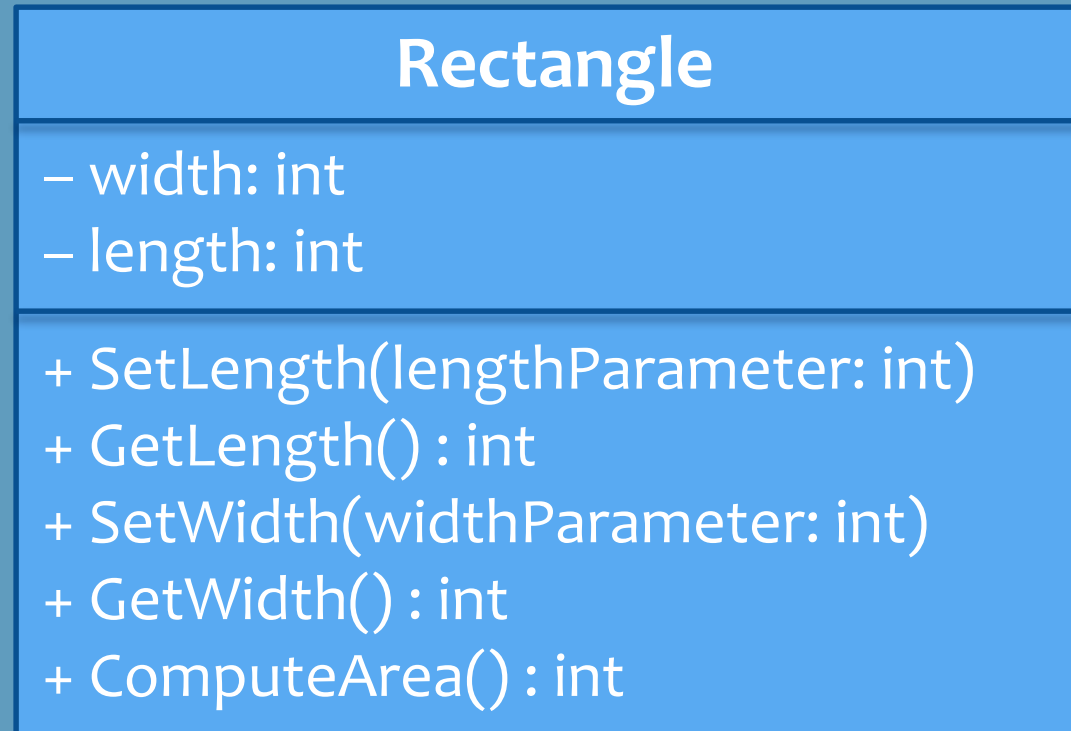 Rectangle
– width: int
– length: int
+ SetLength(lengthParameter: int)
+ GetLength() : int
+ SetWidth(widthParameter: int)
+ GetWidth() : int
+ ComputeArea() : int